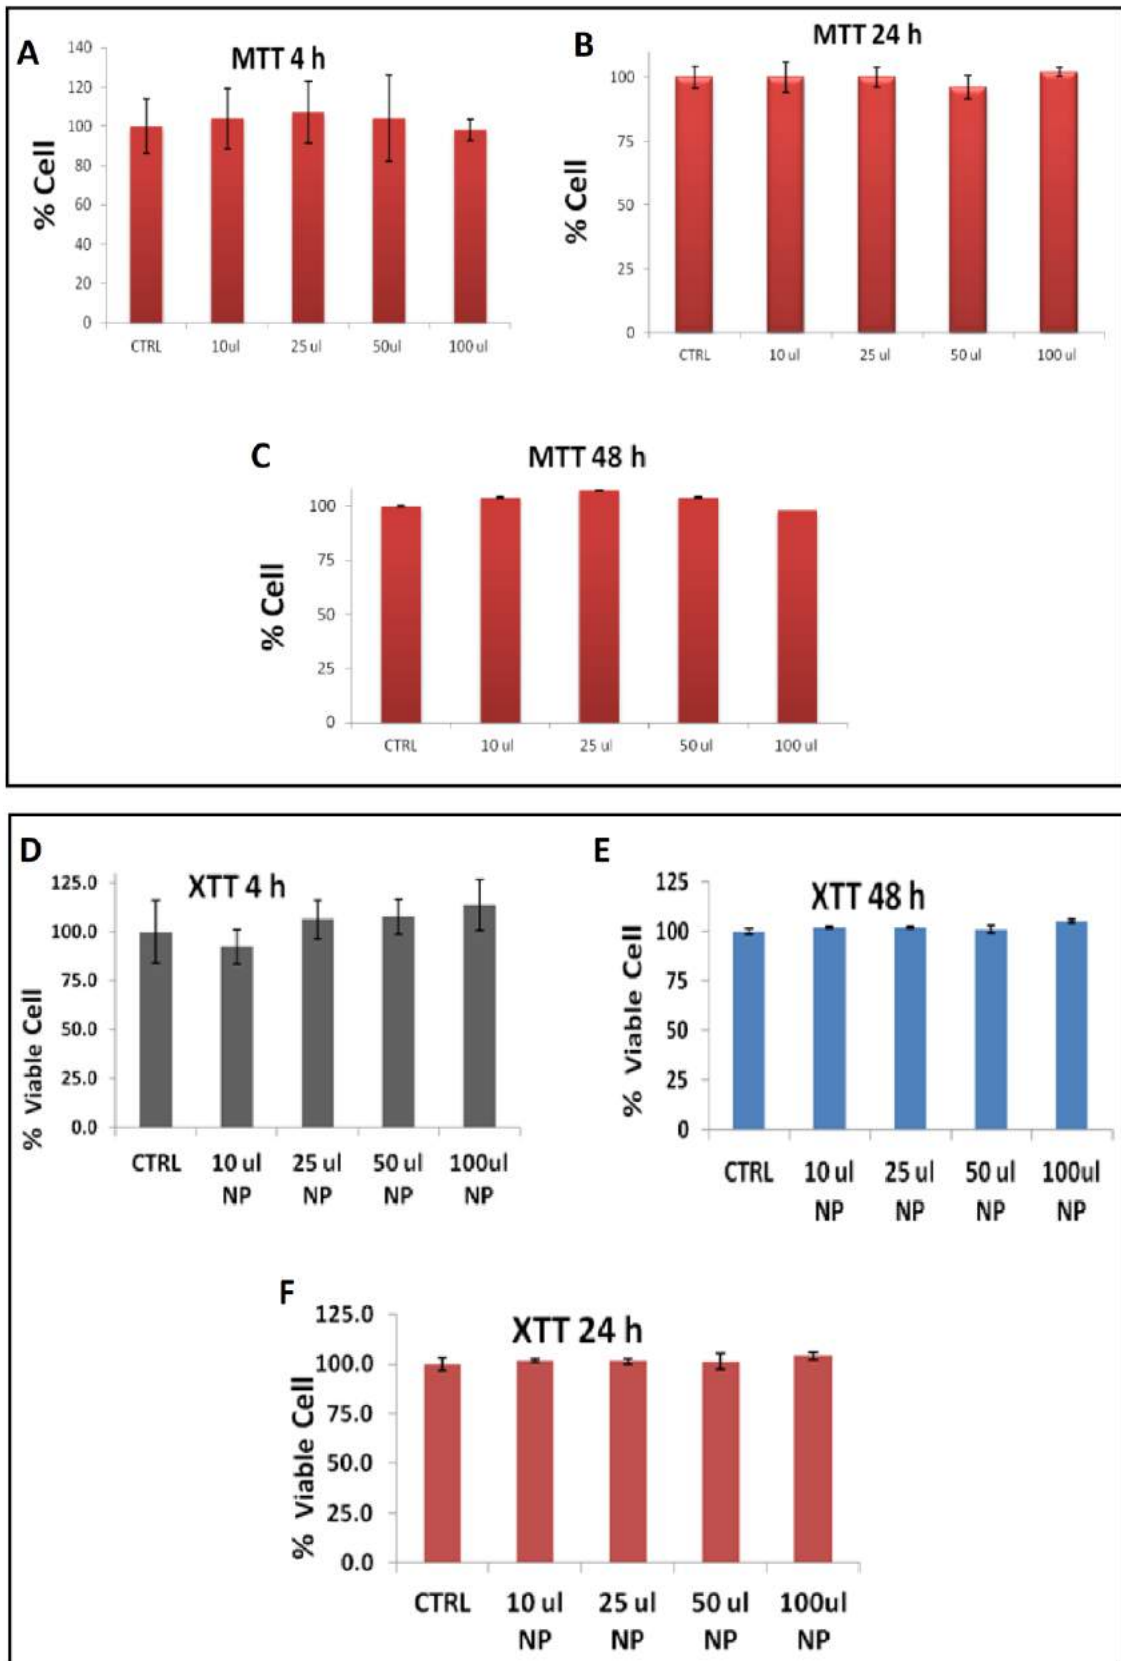 A
MTT 4 h
% Cell
140
120
100
80
60
40
20
0
CTRL 10ul 25 ul 50ul 100 ul
B
MTT 24 h
% Cell
100
75
50
25
0
CTRL 10 ul 25 ul 50 ul 100 ul
C
MTT 48 h
% Cell
100
75
50
25
0
CTRL 10 ul 25 ul 50 ul 100 ul
D
XTT 4 h
% Viable Cell
125.0
100.0
75.0
50.0
25.0
0.0
CTRL 10 ul 25 ul 50 ul 100ul
NP NP NP NP
E
XTT 48 h
% Viable Cell
125
100
75
50
25
0
CTRL 10 ul 25 ul 50 ul 100ul
NP NP NP NP
F
XTT 24 h
% Viable Cell
125.0
100.0
75.0
50.0
25.0
0.0
CTRL 10 ul 25 ul 50 ul 100ul
NP NP NP NP